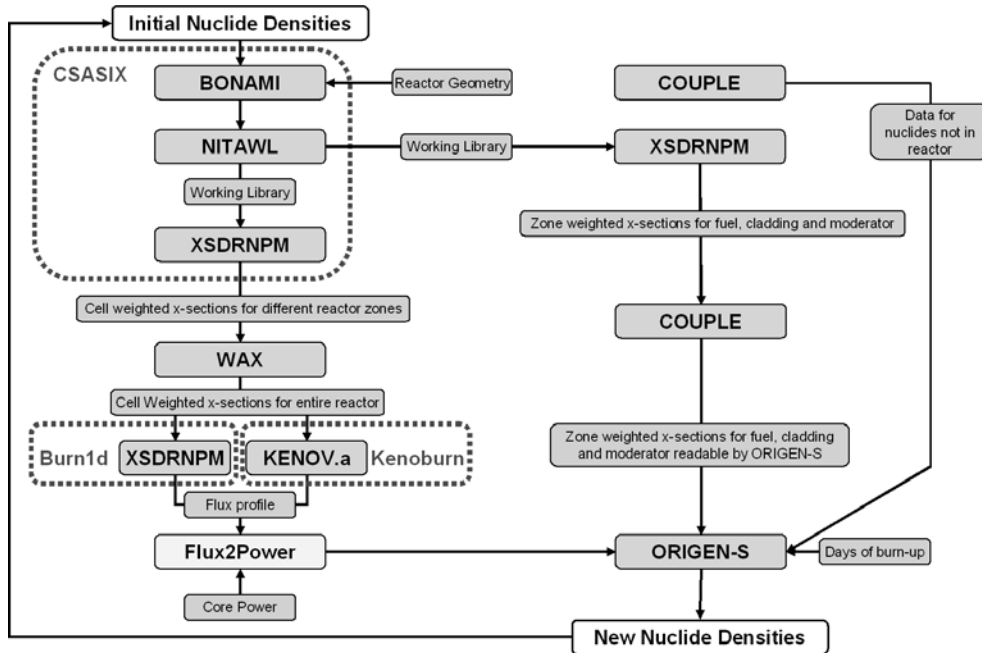 Initial Nuclide Densities
CSASIX
BONAMI
Reactor Geometry
COUPLE
Data for
nuclides not in
reactor
NITAWL
Working Library
XSDRNPM
Working Library
Zone weighted x-sections for fuel, cladding and moderator
XSDRNPM
Cell weighted x-sections for different reactor zones
COUPLE
WAX
Cell Weighted x-sections for entire reactor
Burn1d
XSDRNPM
KENOV.a
Kenoburn
Zone weighted x-sections for fuel, cladding
and moderator readable by ORIGEN-S
Flux profile
Flux2Power
ORIGEN-S
Days of burn-up
Core Power
New Nuclide Densities